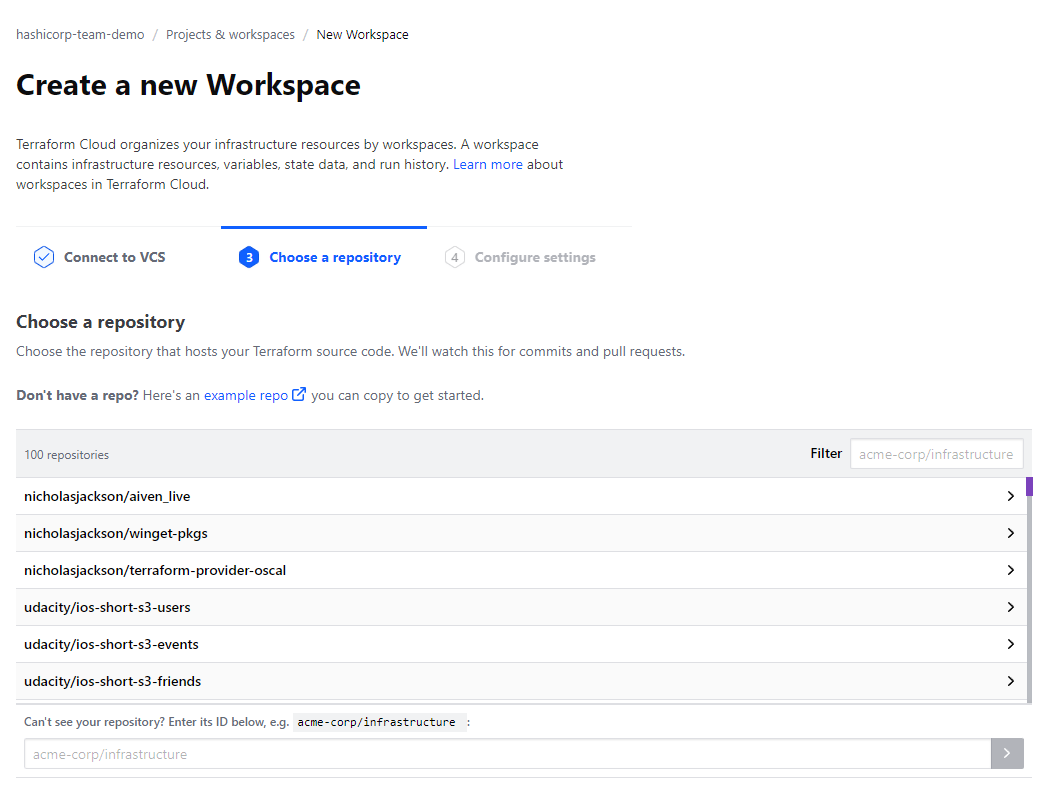 hashicorp-team-demo / Projects & workspaces / New Workspace
Create a new Workspace
Terraform Cloud organizes your infrastructure resources by workspaces. A workspace
contains infrastructure resources, variables, state data, and run history. Learn more about
workspaces in Terraform Cloud.
Connect to VCS 3 Choose a repository 4 Configure settings
Choose a repository
Choose the repository that hosts your Terraform source code. We'll watch this for commits and pull requests.
Don't have a repo? Here's an example repo you can copy to get started.
100 repositories Filter acme-corp/infrastructure
nicholasjackson/aiven_live
nicholasjackson/winget-pkgs
nicholasjackson/terraform-provider-oscal
udacity/ios-short-s3-users
udacity/ios-short-s3-events
udacity/ios-short-s3-friends
Can't see your repository? Enter its ID below, e.g. acme-corp/infrastructure :
acme-corp/infrastructure